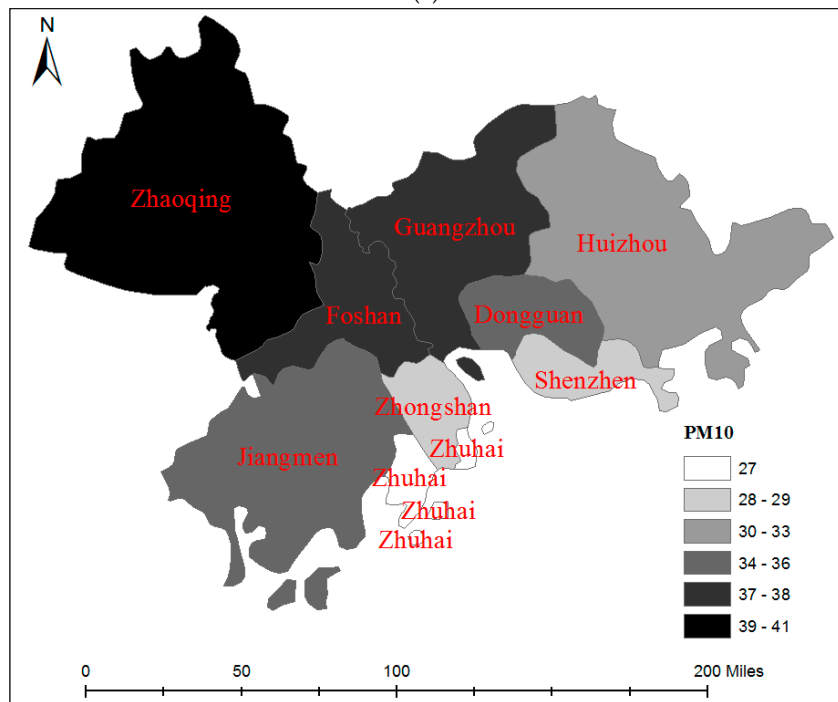 N
Zhaoqing
Guangzhou
Huizhou
Foshan
Dongguan
Shenzhen
Zhongshan
Zhuhai
Jiangmen
Zhuhai
Zhuhai
Zhuhai
PM10
27
28 - 29
30 - 33
34 - 36
37 - 38
39 - 41
0 50 100 200 Miles